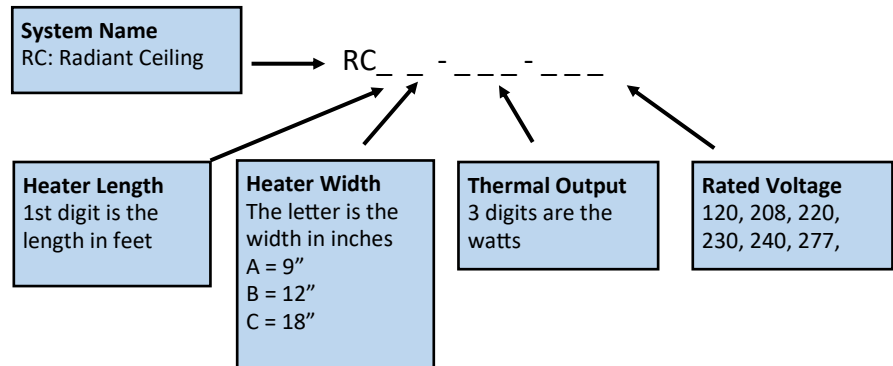 System Name
RC: Radiant Ceiling
RC_ _ - _ _ _ - _ _ _
Heater Length
1st digit is the
length in feet
Heater Width
The letter is the
width in inches
A = 9”
B = 12”
C = 18”
Thermal Output
3 digits are the
watts
Rated Voltage
120, 208, 220,
230, 240, 277,